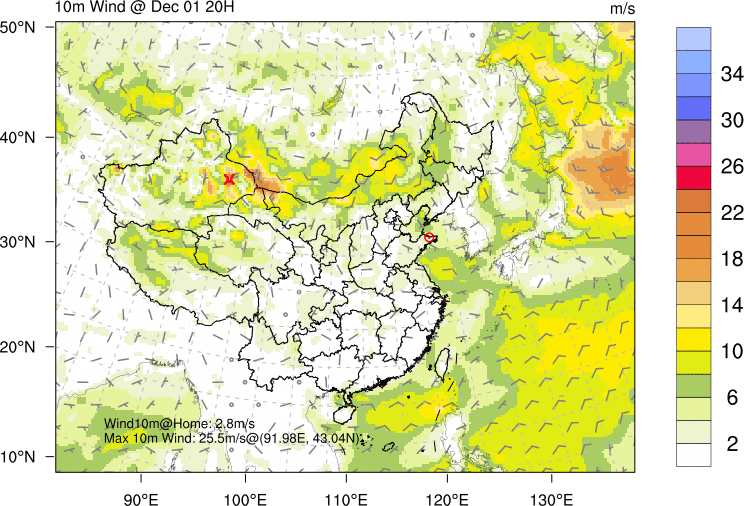 10m Wind @ Dec 01 20H
m/s
50°N
40°N
30°N
20°N
10°N
90°E
100°E
110°E
120°E
130°E
34
30
26
22
18
14
10
6
2
Wind10m@Home: 2.8m/s
Max 10m Wind: 25.5m/s@(91.98E, 43.04N)